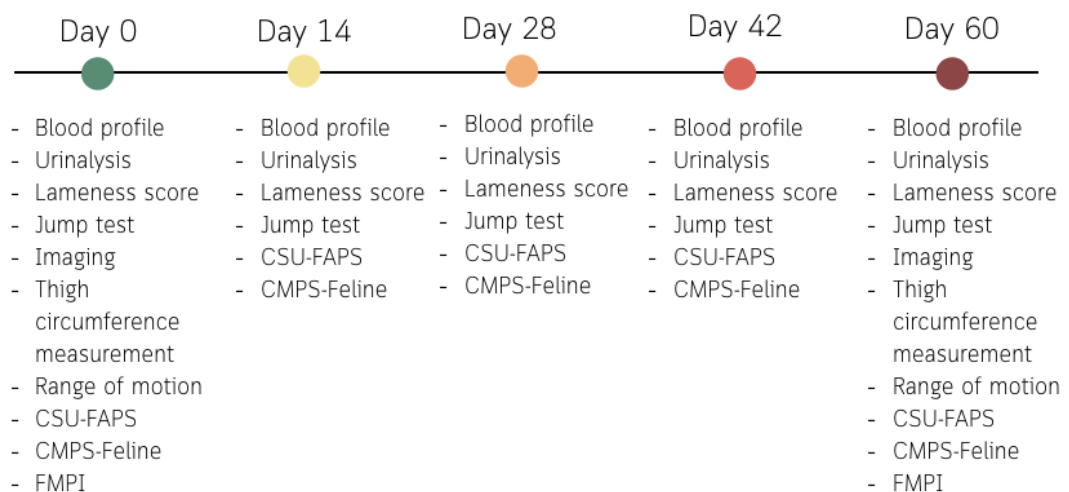 Day 0
Day 14
Day 28
Day 42
Day 60
- Blood profile
- Urinalysis
- Lameness score
- Jump test
- Imaging
- Thigh
circumference
measurement
- Range of motion
- CSU-FAPS
- CMPS-Feline
- FMPI
- Blood profile
- Urinalysis
- Lameness score
- Jump test
- CSU-FAPS
- CMPS-Feline
- Blood profile
- Urinalysis
- Lameness score
- Jump test
- CSU-FAPS
- CMPS-Feline
- Blood profile
- Urinalysis
- Lameness score
- Jump test
- CSU-FAPS
- CMPS-Feline
- Blood profile
- Urinalysis
- Lameness score
- Jump test
- Imaging
- Thigh
circumference
measurement
- Range of motion
- CSU-FAPS
- CMPS-Feline
- FMPI